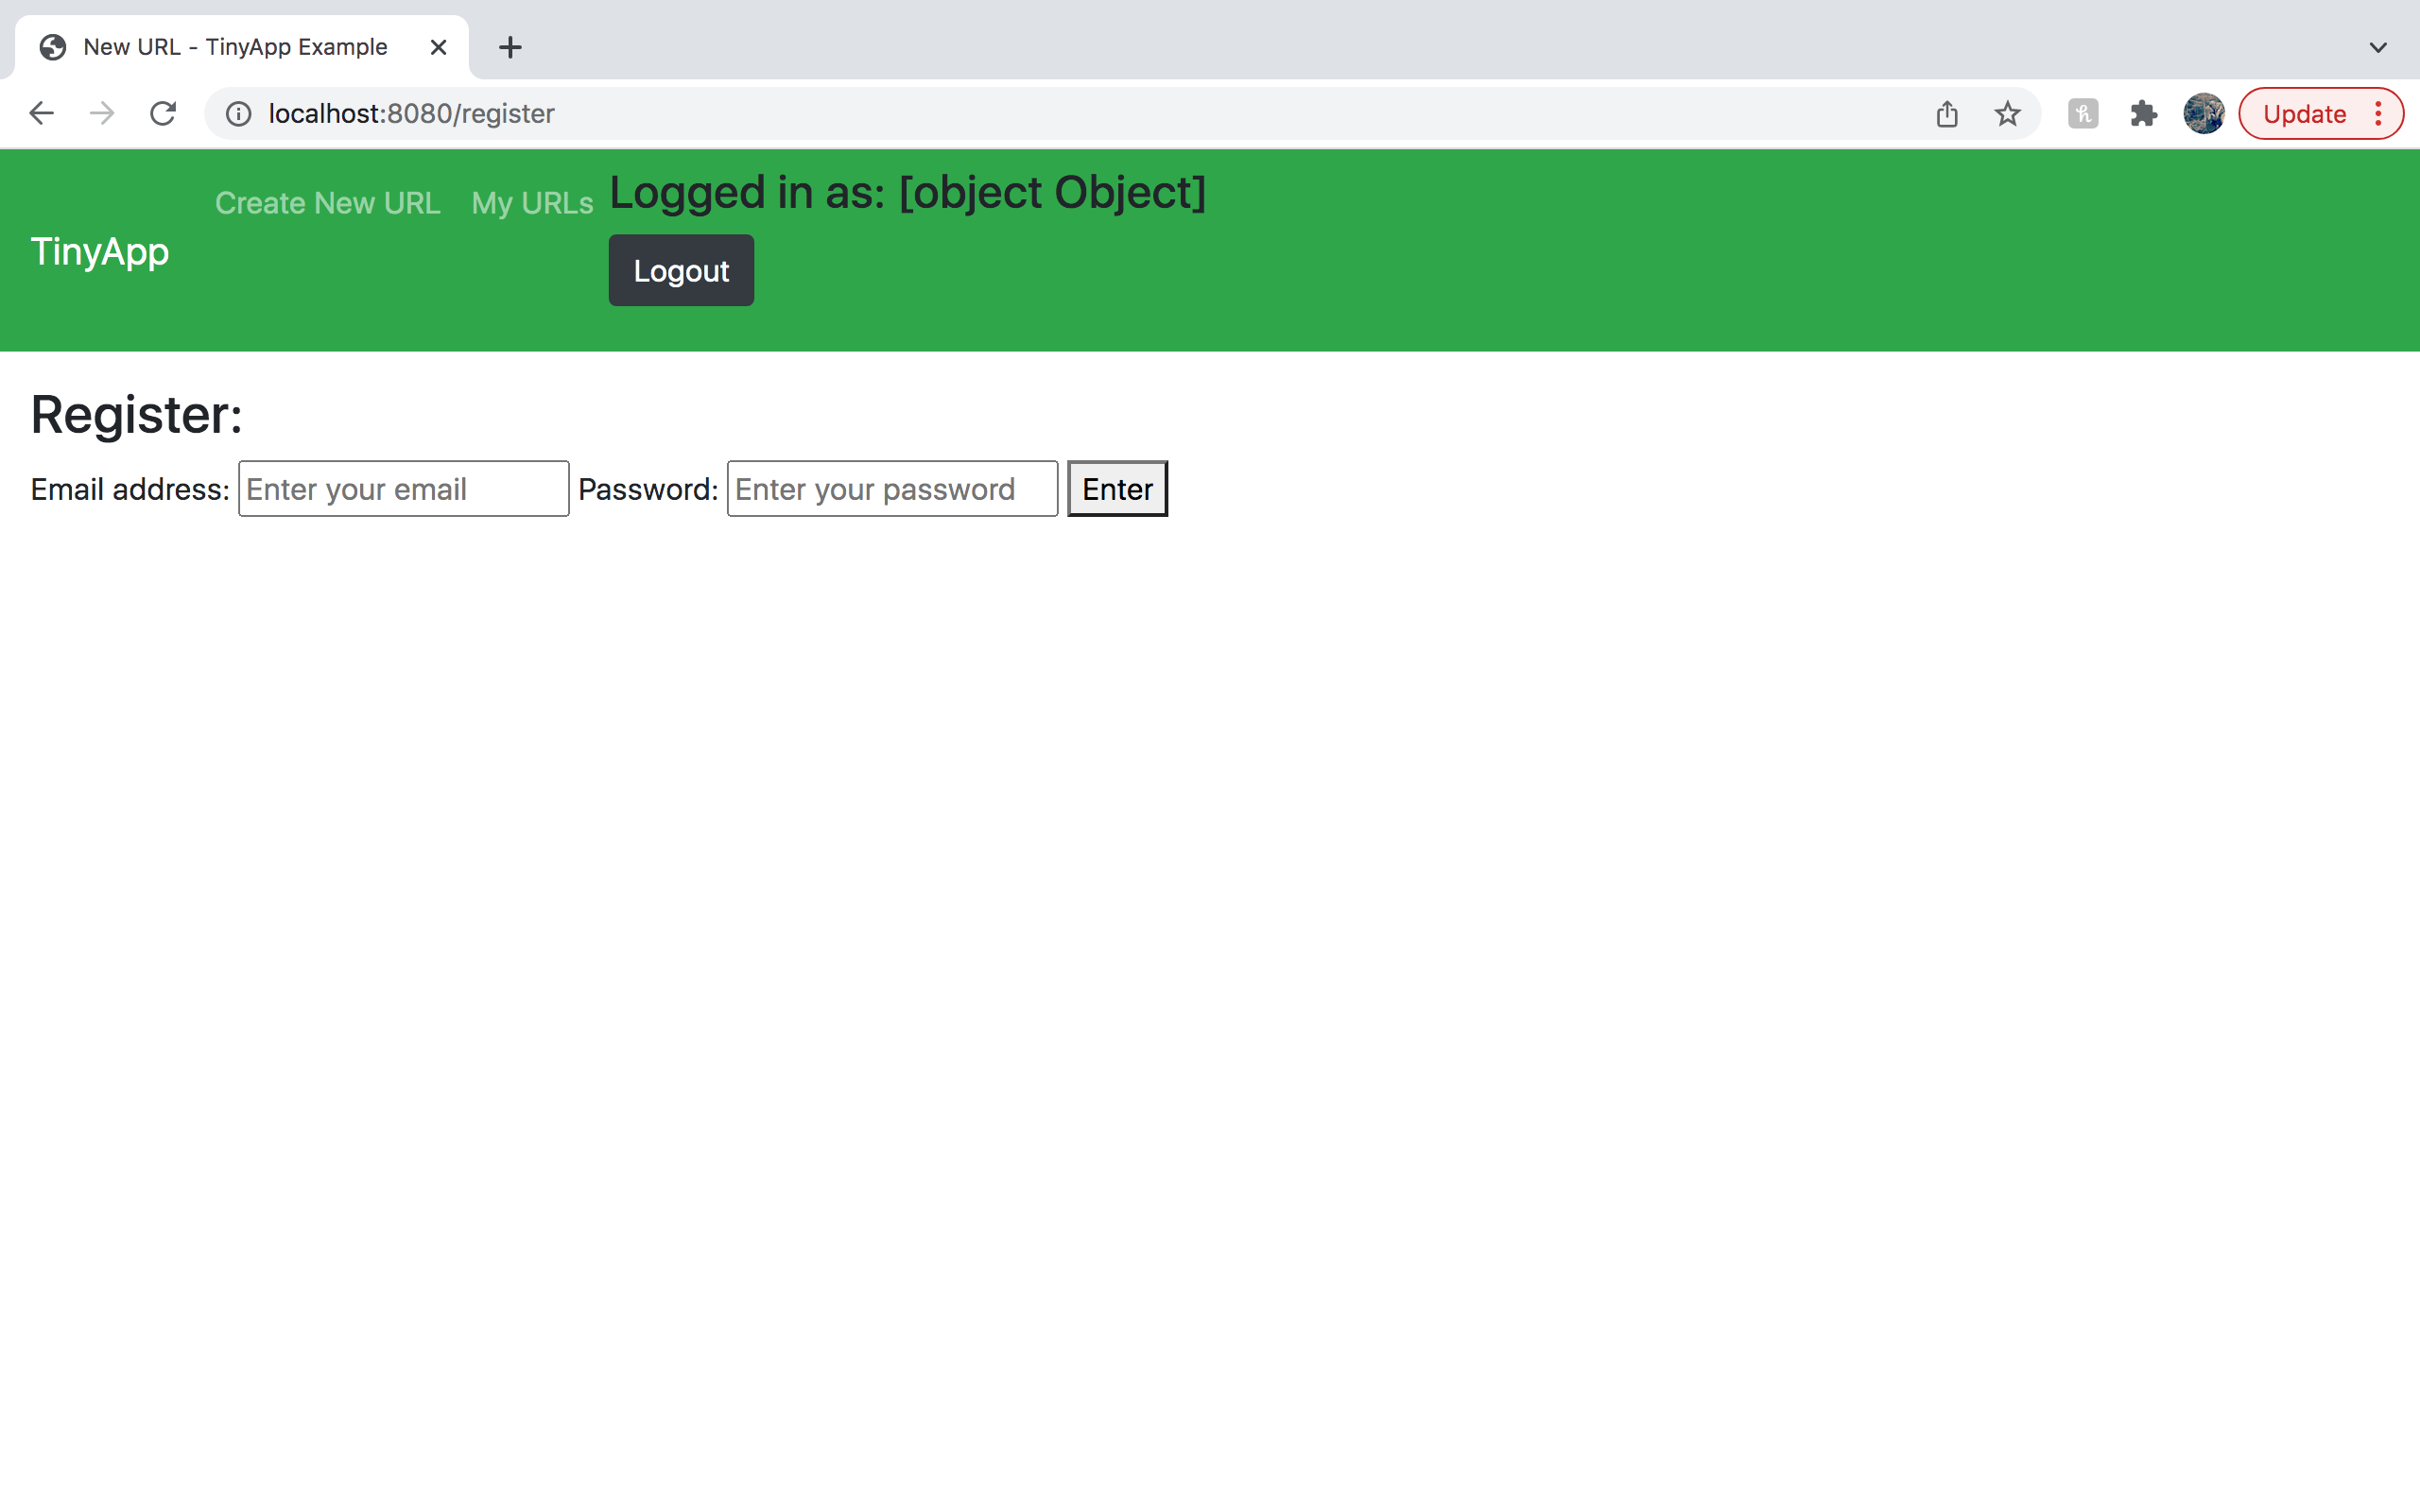 New URL - TinyApp Example
localhost:8080/register
Update
TinyApp
Create New URL My URLs Logged in as: [object Object]
Logout
Register:
Email address: Enter your email Password: Enter your password Enter